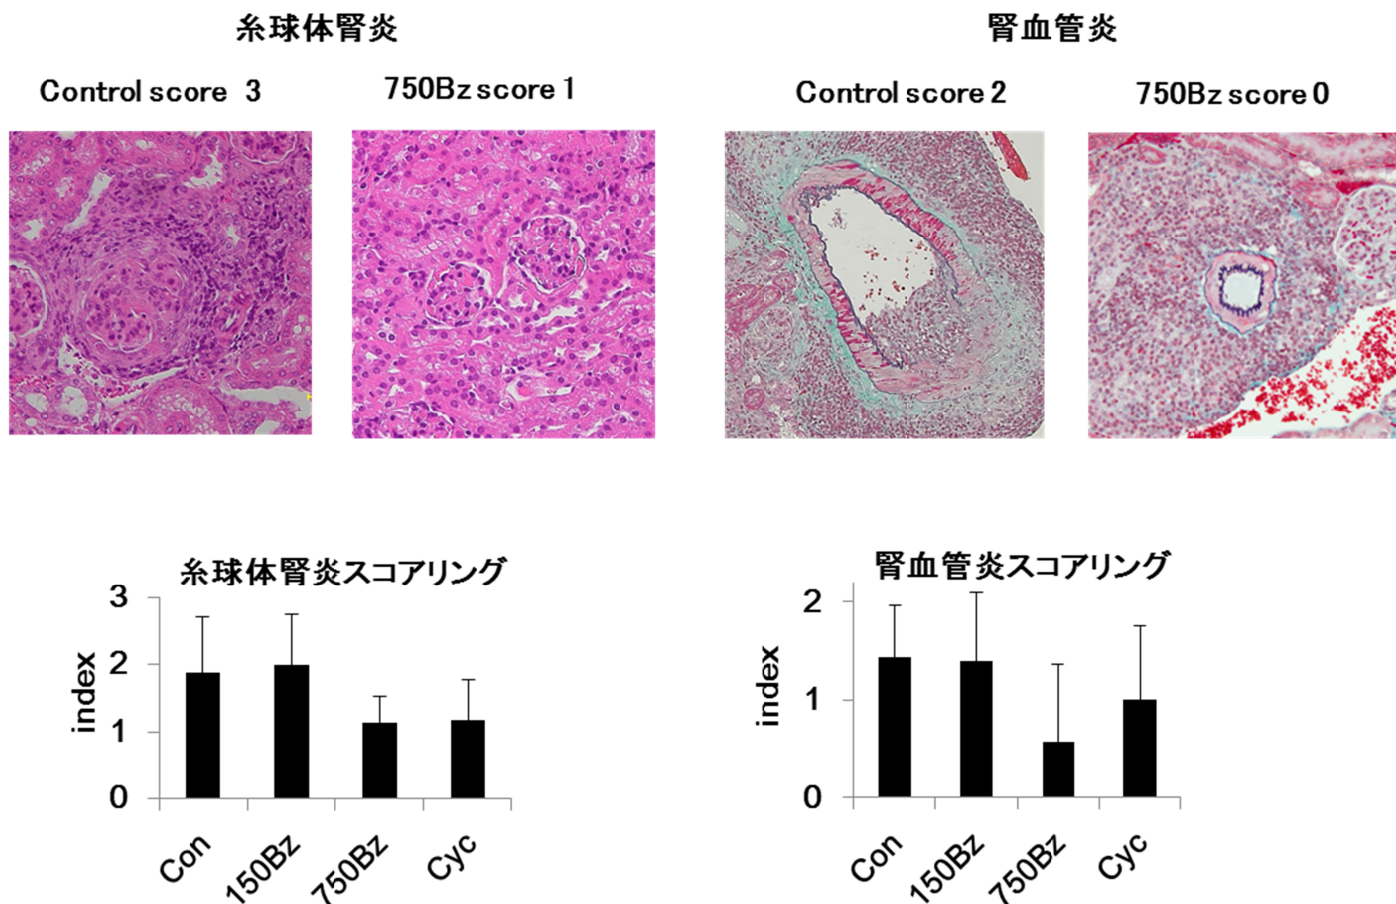 糸球体腎炎
腎血管炎
Control score 3
750Bz score 1
Control score 2
750Bz score 0
糸球体腎炎スコアリング
3
2
1
0
index
Con
150Bz
750Bz
Cyc
腎血管炎スコアリング
2
1
0
index
Con
150Bz
750Bz
Cyc